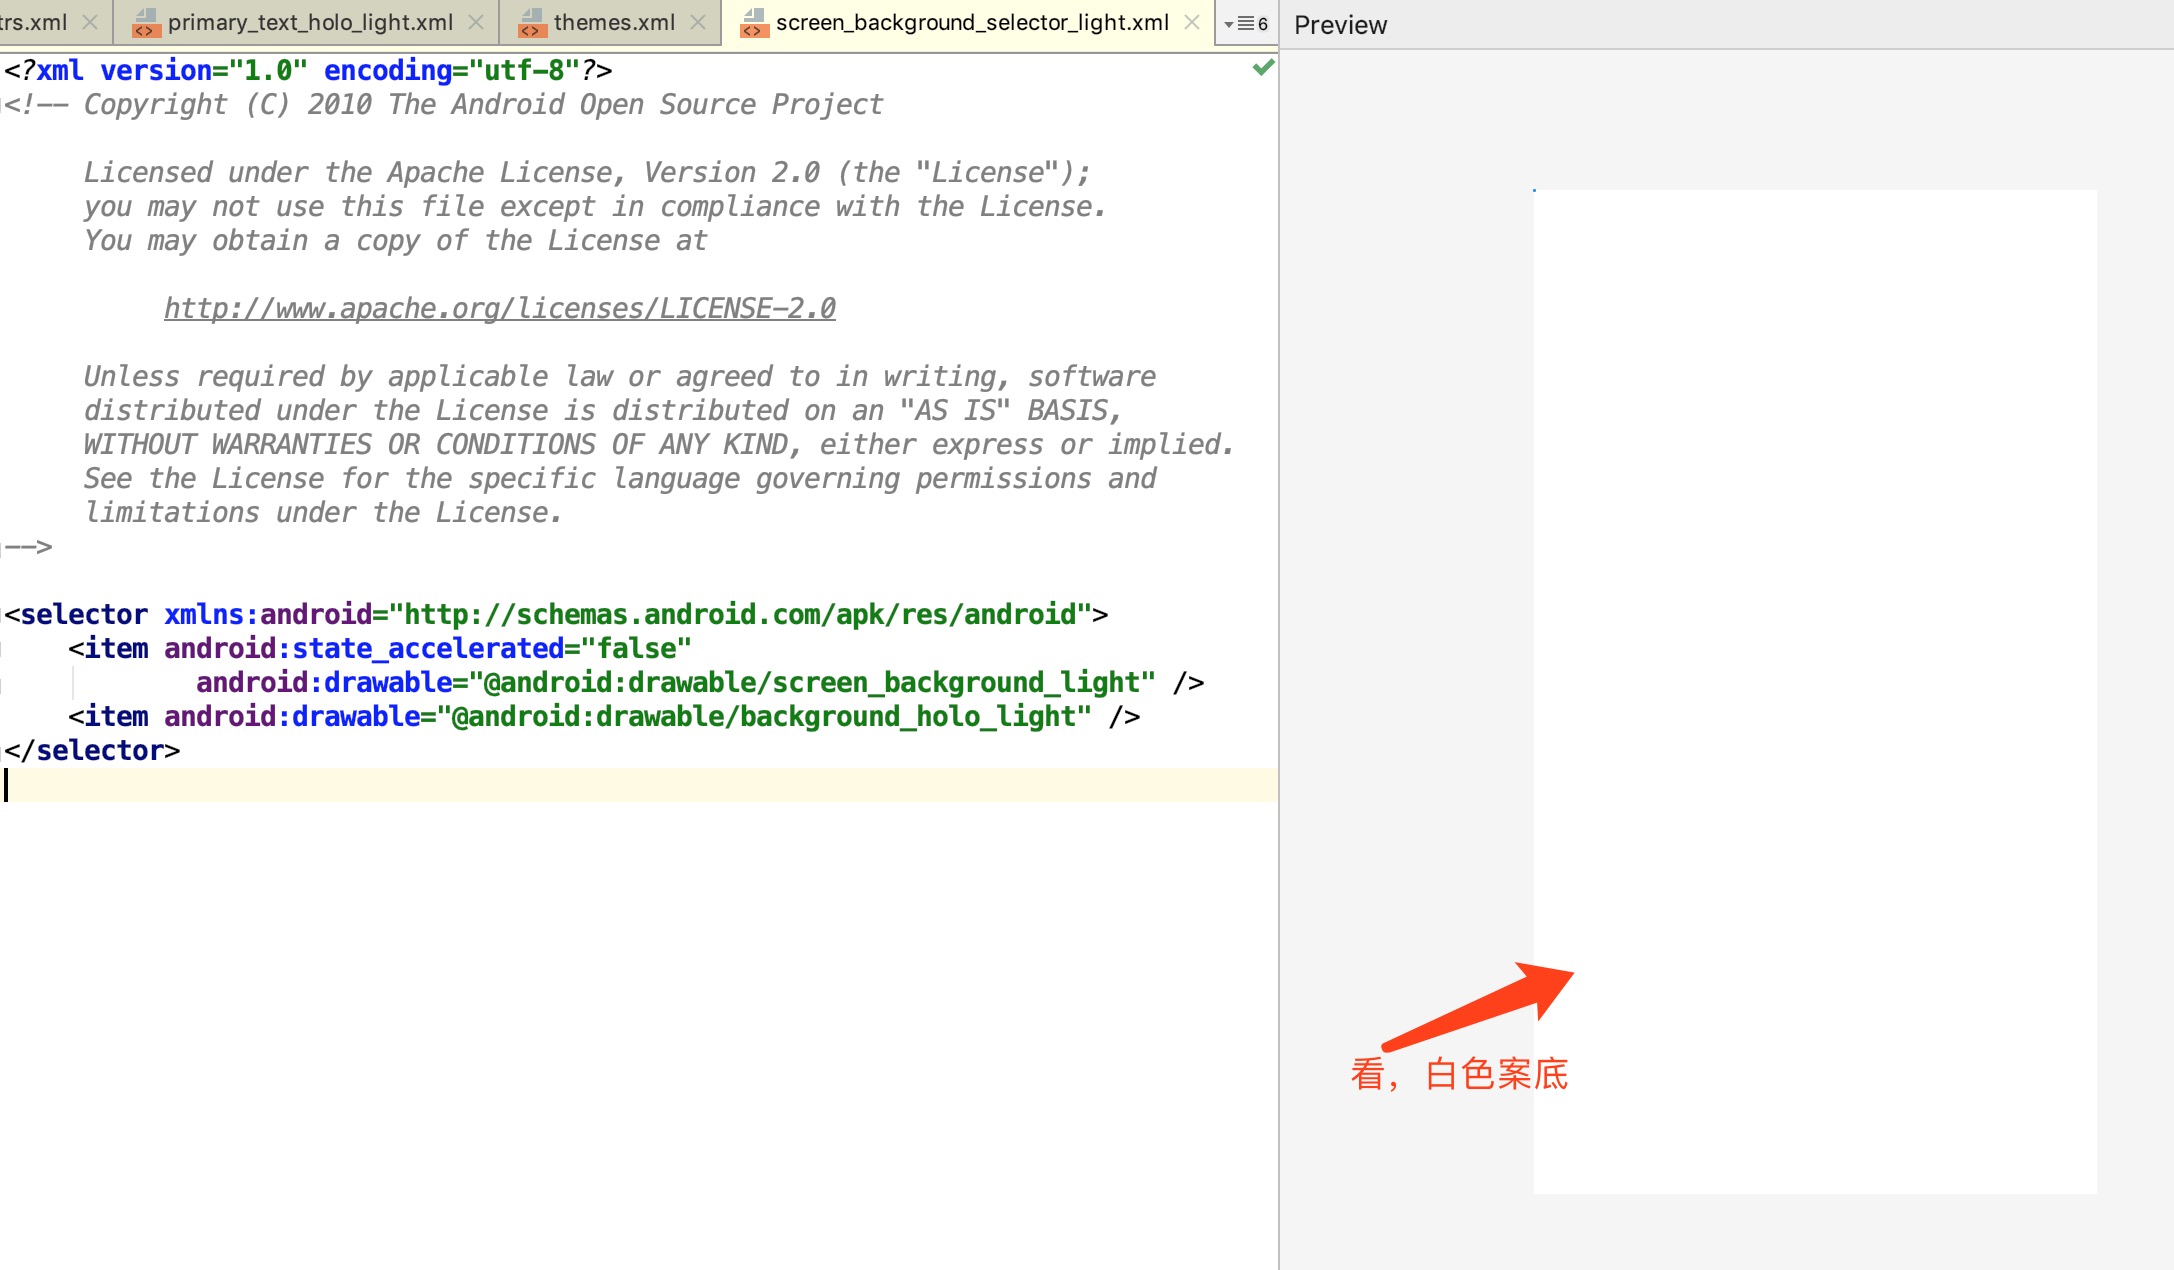 trs.xml primary_text_holo_light.xml themes.xml screen_background_selector_light.xml 6 Preview
<?xml version="1.0" encoding="utf-8"?>
<!-- Copyright (C) 2010 The Android Open Source Project
Licensed under the Apache License, Version 2.0 (the "License");
you may not use this file except in compliance with the License.
You may obtain a copy of the License at
http://www.apache.org/licenses/LICENSE-2.0
Unless required by applicable law or agreed to in writing, software
distributed under the License is distributed on an "AS IS" BASIS,
WITHOUT WARRANTIES OR CONDITIONS OF ANY KIND, either express or implied.
See the License for the specific language governing permissions and
limitations under the License.
-->
<selector xmlns:android="http://schemas.android.com/apk/res/android">
<item android:state_accelerated="false"
android:drawable="@android:drawable/screen_background_light" />
<item android:drawable="@android:drawable/background_holo_light" />
</selector>
看，白色案底